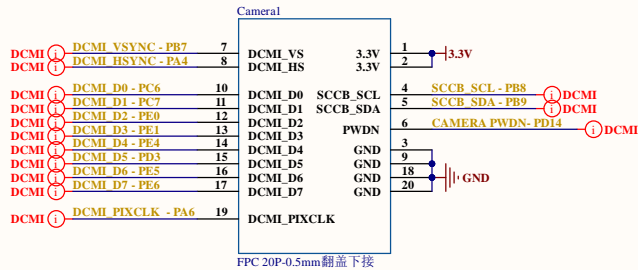 Camera1
DCMI i DCMI_VSYNC - PB7 7 DCMI_VS 3.3V 1 3.3V
DCMI i DCMI_HSYNC - PA4 8 DCMI_HS 3.3V 2
DCMI i DCMI_D0 - PC6 10 DCMI_D0 SCCB_SCL 4 SCCB_SCL - PB8 i DCMI
DCMI i DCMI_D1 - PC7 11 DCMI_D1 SCCB_SDA 5 SCCB_SDA - PB9 i DCMI
DCMI i DCMI_D2 - PE0 12 DCMI_D2
DCMI i DCMI_D3 - PE1 13 DCMI_D3 PWDN 6 CAMERA PWDN- PD14 i DCMI
DCMI i DCMI_D4 - PE4 14 DCMI_D4 GND 3
DCMI i DCMI_D5 - PD3 15 DCMI_D5 GND 9
DCMI i DCMI_D6 - PE5 16 DCMI_D6 GND 18 GND
DCMI i DCMI_D7 - PE6 17 DCMI_D7 GND 20
DCMI i DCMI_PIXCLK - PA6 19 DCMI_PIXCLK
FPC 20P-0.5mm翻盖下接